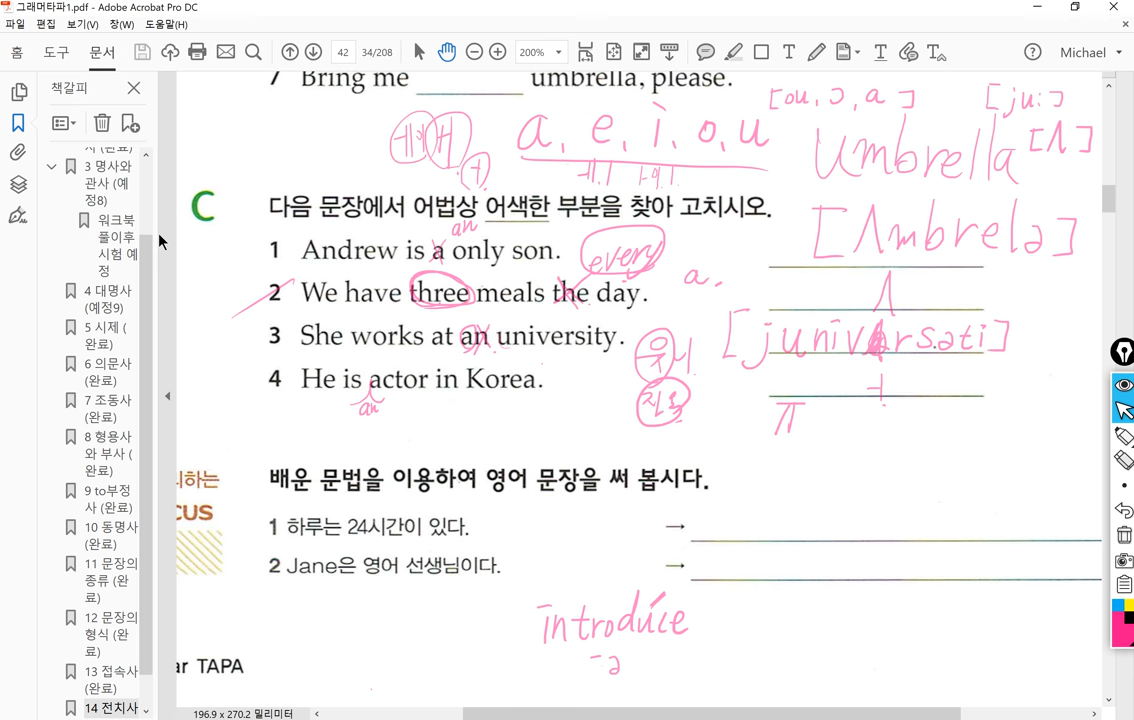 그래머타파1.pdf - Adobe Acrobat Pro DC
파일 편집 보기(V) 창(W) 도움말(H)
홈 도구 문서 42 34/208 200% Michael
책갈피
3 명사와
관사 (예
정8)
워크북
풀이후
시험 예
정
4 대명사
(예정9)
5 시제 (
완료)
6 의문사
(완료)
7 조동사
(완료)
8 형용사
와 부사 (
완료)
9 to부정
사 (완료)
10 동명사
(완료)
11 문장의
종류 (완
료)
12 문장의
형식 (완
료)
13 접속사
(완료)
14 전치사
7 Bring me ________ umbrella, please.
[ou, ɔ, a] [ju:]
a, e, i, o, u Umbrella [ʌ]
C 다음 문장에서 어법상 어색한 부분을 찾아 고치시오.
an
[ʌmbrelə]
1 Andrew is a only son.
every
a,
2 We have three meals the day.
ʌ
3 She works at an university.
[junivərsəti]
4 He is actor in Korea.
an
배운 문법을 이용하여 영어 문장을 써 봅시다.
CUS
1 하루는 24시간이 있다. →
2 Jane은 영어 선생님이다. →
introduce
ar TAPA
196.9 x 270.2 밀리미터